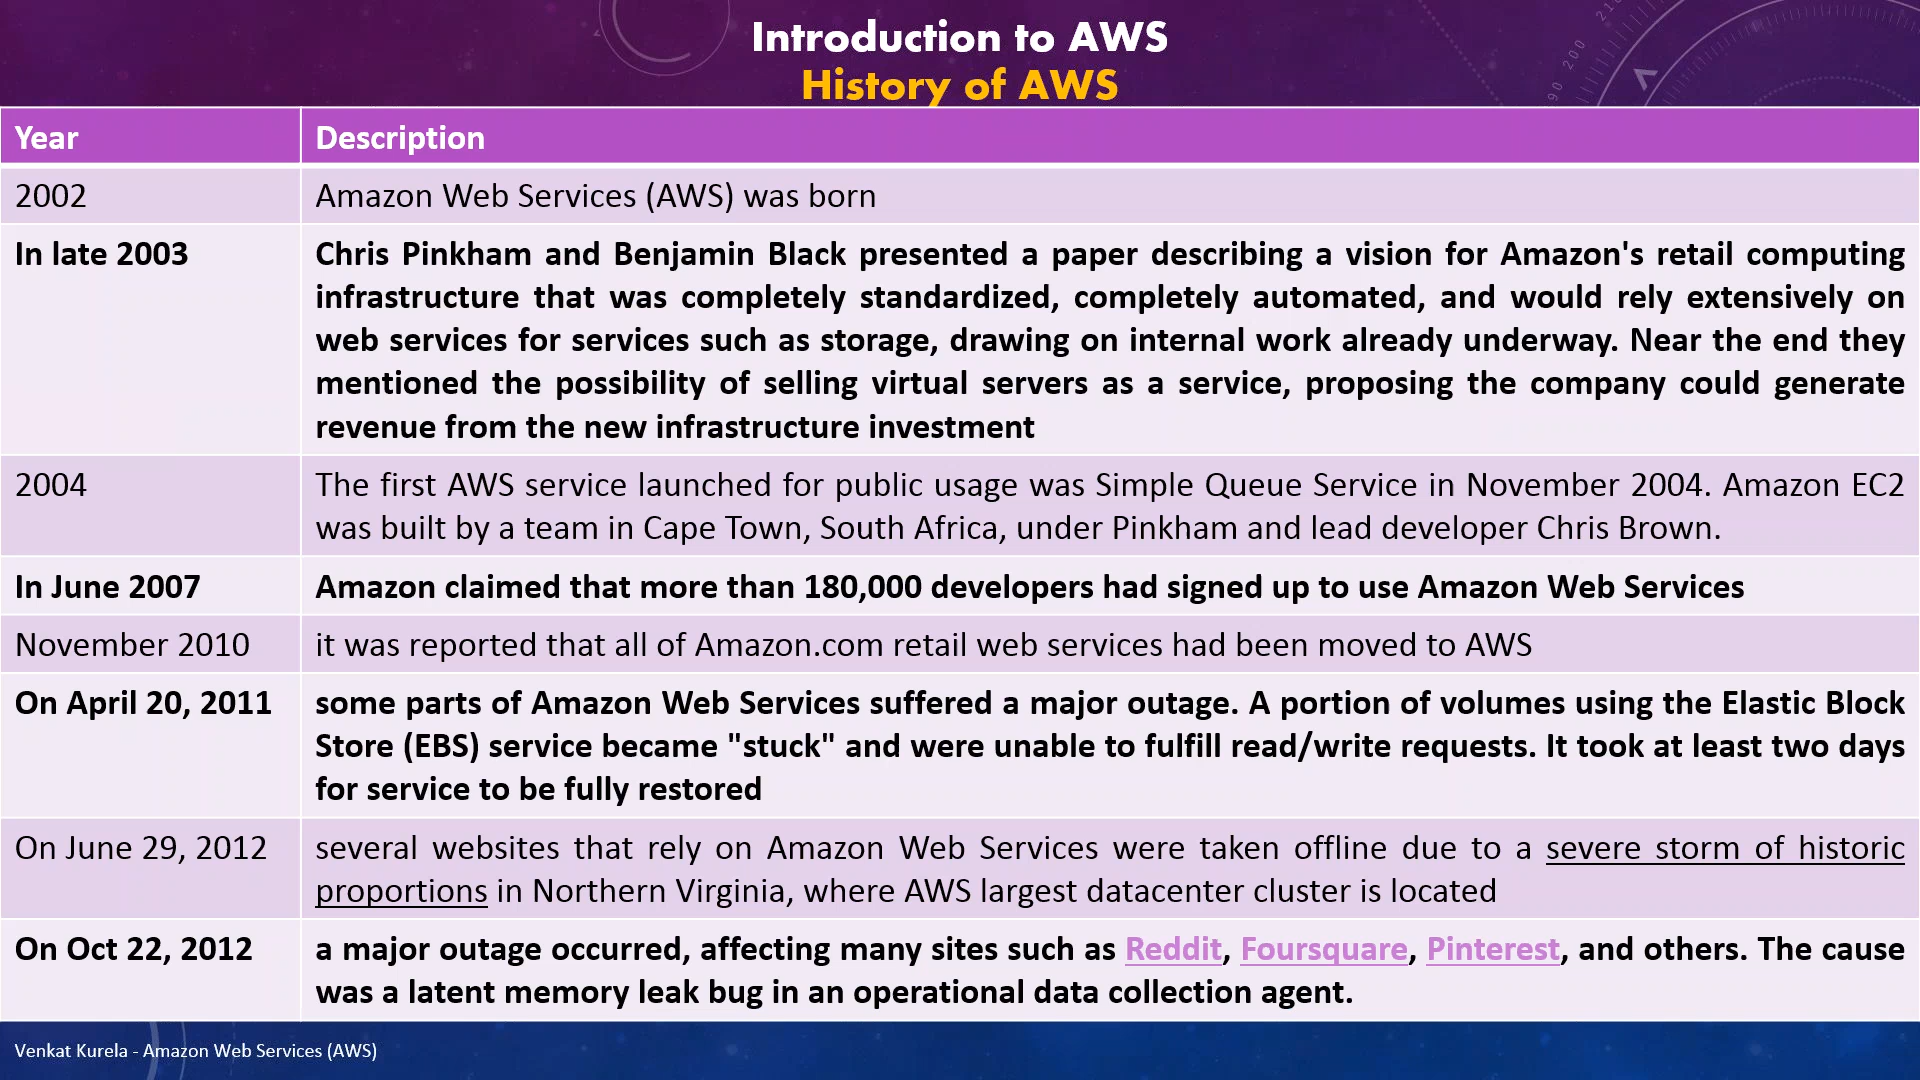 Introduction to AWS
History of AWS
Year
Description
2002
Amazon Web Services (AWS) was born
In late 2003
Chris Pinkham and Benjamin Black presented a paper describing a vision for Amazon's retail computing
infrastructure that was completely standardized, completely automated, and would rely extensively on
web services for services such as storage, drawing on internal work already underway. Near the end they
mentioned the possibility of selling virtual servers as a service, proposing the company could generate
revenue from the new infrastructure investment
2004
The first AWS service launched for public usage was Simple Queue Service in November 2004. Amazon EC2
was built by a team in Cape Town, South Africa, under Pinkham and lead developer Chris Brown.
In June 2007
Amazon claimed that more than 180,000 developers had signed up to use Amazon Web Services
November 2010
it was reported that all of Amazon.com retail web services had been moved to AWS
On April 20, 2011
some parts of Amazon Web Services suffered a major outage. A portion of volumes using the Elastic Block
Store (EBS) service became "stuck" and were unable to fulfill read/write requests. It took at least two days
for service to be fully restored
On June 29, 2012
several websites that rely on Amazon Web Services were taken offline due to a severe storm of historic
proportions in Northern Virginia, where AWS largest datacenter cluster is located
On Oct 22, 2012
a major outage occurred, affecting many sites such as Reddit, Foursquare, Pinterest, and others. The cause
was a latent memory leak bug in an operational data collection agent.
Venkat Kurela - Amazon Web Services (AWS)
90 200